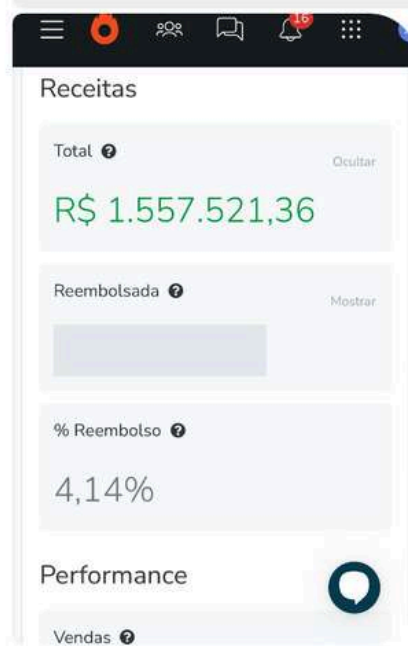 16
Receitas
Total
Ocultar
R$ 1.557.521,36
Reembolsada
Mostrar
% Reembolso
4,14%
Performance
Vendas